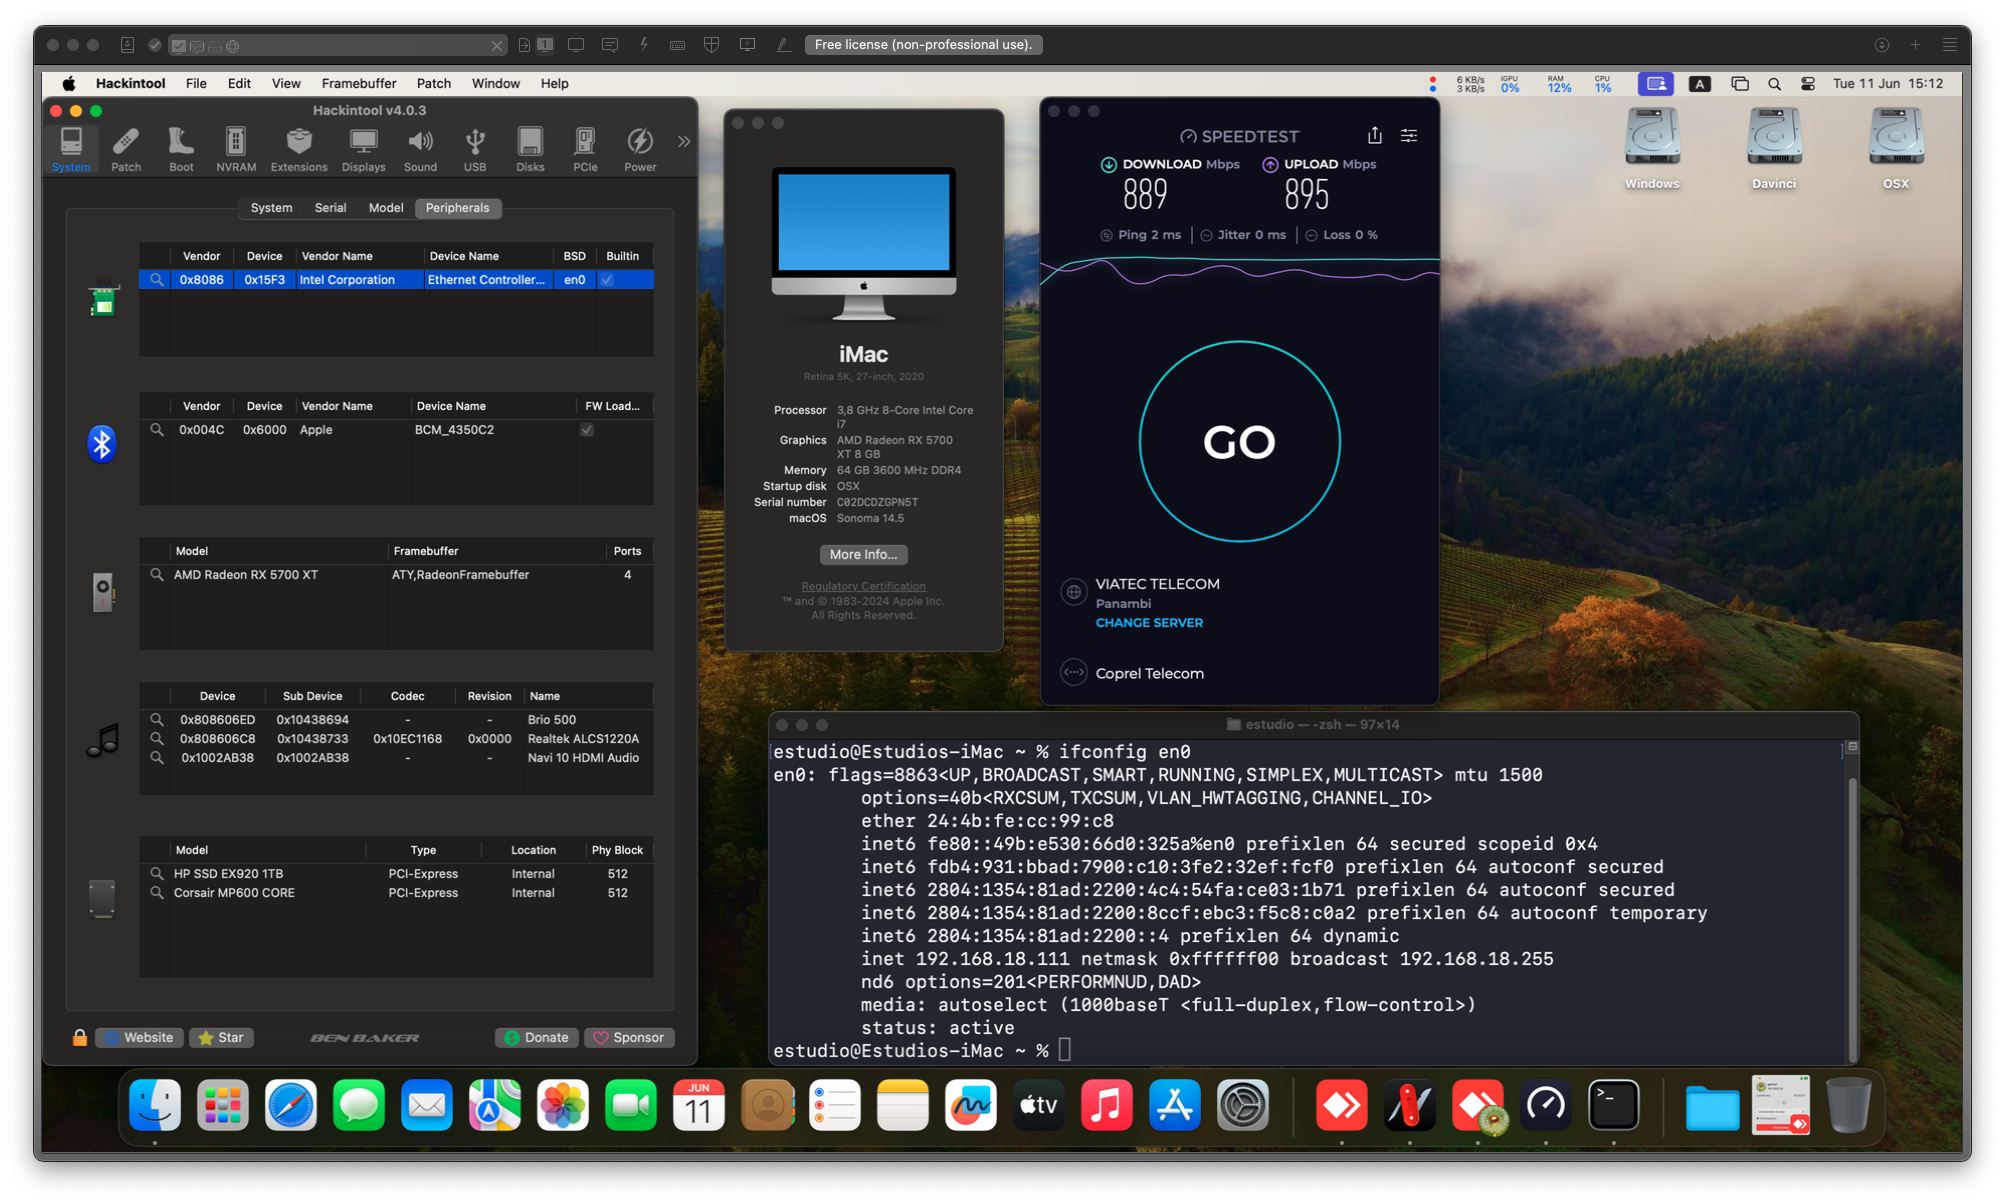 Free license (non-professional use).
1
Hackintool File Edit View Framebuffer Patch Window Help
6 KB/s
3 KB/s
IGPU
0%
RAM
12%
CPU
1%
A
Tue 11 Jun 15:12
Hackintool v4.0.3
System Patch Boot NVRAM Extensions Displays Sound USB Disks PCIe Power
System Serial Model Peripherals
Vendor Device Vendor Name Device Name BSD Builtin
0x8086 0x15F3 Intel Corporation Ethernet Controller... en0
Vendor Device Vendor Name Device Name FW Load...
0x004C 0x6000 Apple BCM_4350C2
Model Framebuffer Ports
AMD Radeon RX 5700 XT ATY,RadeonFramebuffer 4
Device Sub Device Codec Revision Name
0x808606ED 0x10438694 - - Brio 500
0x808606C8 0x10438733 0x10EC1168 0x0000 Realtek ALCS1220A
0x1002AB38 0x1002AB38 - - Navi 10 HDMI Audio
Model Type Location Phy Block
HP SSD EX920 1TB PCI-Express Internal 512
Corsair MP600 CORE PCI-Express Internal 512
Website Star BEN BAKER Donate Sponsor
iMac
Retina 5K, 27-inch, 2020
Processor 3,8 GHz 8-Core Intel Core
i7
Graphics AMD Radeon RX 5700
XT 8 GB
Memory 64 GB 3600 MHz DDR4
Startup disk OSX
Serial number C02DCDZGPN5T
macOS Sonoma 14.5
More Info...
Regulatory Certification
™ and © 1983-2024 Apple Inc.
All Rights Reserved.
SPEEDTEST
DOWNLOAD Mbps UPLOAD Mbps
889 895
Ping 2 ms Jitter 0 ms Loss 0 %
GO
VIATEC TELECOM
Panambi
CHANGE SERVER
Coprel Telecom
Windows Davinci OSX
estudio — -zsh — 97×14
estudio@Estudios-iMac ~ % ifconfig en0
en0: flags=8863<UP,BROADCAST,SMART,RUNNING,SIMPLEX,MULTICAST> mtu 1500
options=40b<RXCSUM,TXCSUM,VLAN_HWTAGGING,CHANNEL_IO>
ether 24:4b:fe:cc:99:c8
inet6 fe80::49b:e530:66d0:325a%en0 prefixlen 64 secured scopeid 0x4
inet6 fdb4:931:bbad:7900:c10:3fe2:32ef:fcf0 prefixlen 64 autoconf secured
inet6 2804:1354:81ad:2200:4c4:54fa:ce03:1b71 prefixlen 64 autoconf secured
inet6 2804:1354:81ad:2200:8ccf:ebc3:f5c8:c0a2 prefixlen 64 autoconf temporary
inet6 2804:1354:81ad:2200::4 prefixlen 64 dynamic
inet 192.168.18.111 netmask 0xffffff00 broadcast 192.168.18.255
nd6 options=201<PERFORMNUD,DAD>
media: autoselect (1000baseT <full-duplex,flow-control>)
status: active
estudio@Estudios-iMac ~ %
JUN
11
tv
>_